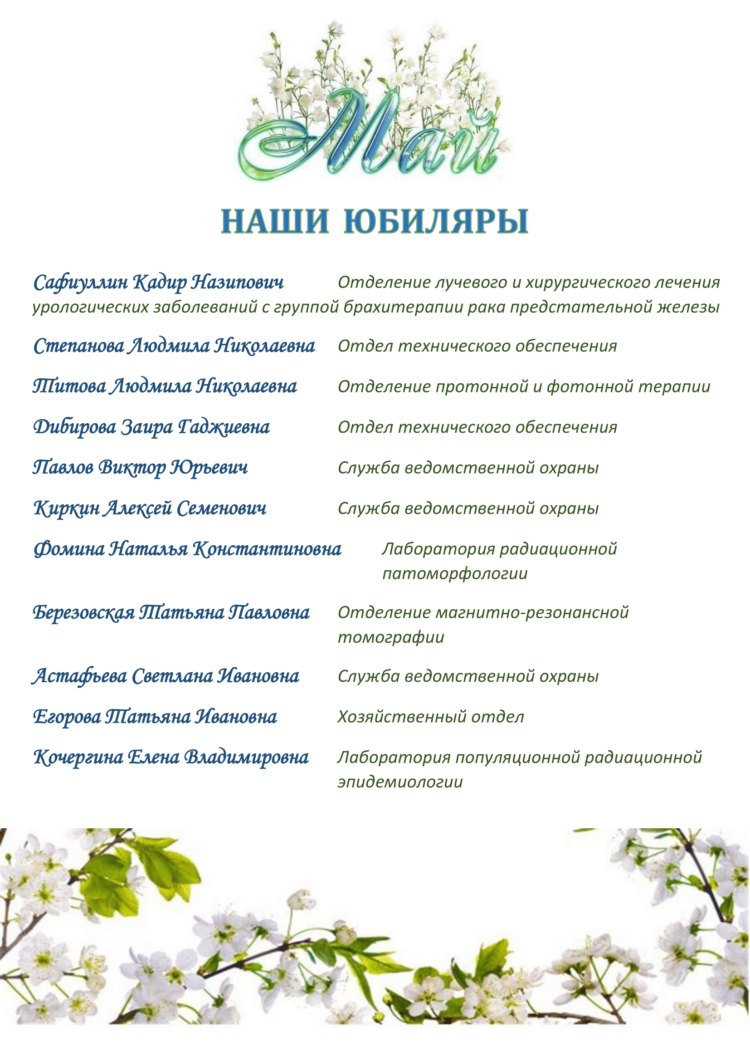 Май
НАШИ ЮБИЛЯРЫ
Сафиуллин Кадир Назипович Отделение лучевого и хирургического лечения
урологических заболеваний с группой брахитерапии рака предстательной железы
Степанова Людмила Николаевна Отдел технического обеспечения
Титова Людмила Николаевна Отделение протонной и фотонной терапии
Дибирова Заира Гаджиевна Отдел технического обеспечения
Павлов Виктор Юрьевич Служба ведомственной охраны
Киркин Алексей Семенович Служба ведомственной охраны
Фомина Наталья Константиновна Лаборатория радиационной
патоморфологии
Березовская Татьяна Павловна Отделение магнитно-резонансной
томографии
Астафьева Светлана Ивановна Служба ведомственной охраны
Егорова Татьяна Ивановна Хозяйственный отдел
Кочергина Елена Владимировна Лаборатория популяционной радиационной
эпидемиологии